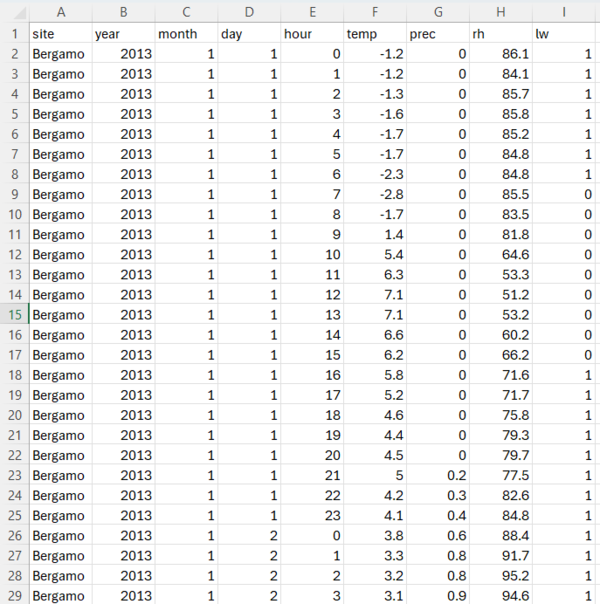 A B C D E F G H I
1 site year month day hour temp prec rh lw
2 Bergamo 2013 1 1 0 -1.2 0 86.1 1
3 Bergamo 2013 1 1 1 -1.2 0 84.1 1
4 Bergamo 2013 1 1 2 -1.3 0 85.7 1
5 Bergamo 2013 1 1 3 -1.6 0 85.8 1
6 Bergamo 2013 1 1 4 -1.7 0 85.2 1
7 Bergamo 2013 1 1 5 -1.7 0 84.8 1
8 Bergamo 2013 1 1 6 -2.3 0 84.8 1
9 Bergamo 2013 1 1 7 -2.8 0 85.5 0
10 Bergamo 2013 1 1 8 -1.7 0 83.5 0
11 Bergamo 2013 1 1 9 1.4 0 81.8 0
12 Bergamo 2013 1 1 10 5.4 0 64.6 0
13 Bergamo 2013 1 1 11 6.3 0 53.3 0
14 Bergamo 2013 1 1 12 7.1 0 51.2 0
15 Bergamo 2013 1 1 13 7.1 0 53.2 0
16 Bergamo 2013 1 1 14 6.6 0 60.2 0
17 Bergamo 2013 1 1 15 6.2 0 66.2 0
18 Bergamo 2013 1 1 16 5.8 0 71.6 1
19 Bergamo 2013 1 1 17 5.2 0 71.7 1
20 Bergamo 2013 1 1 18 4.6 0 75.8 1
21 Bergamo 2013 1 1 19 4.4 0 79.3 1
22 Bergamo 2013 1 1 20 4.5 0 79.7 1
23 Bergamo 2013 1 1 21 5 0.2 77.5 1
24 Bergamo 2013 1 1 22 4.2 0.3 82.6 1
25 Bergamo 2013 1 1 23 4.1 0.4 84.8 1
26 Bergamo 2013 1 2 0 3.8 0.6 88.4 1
27 Bergamo 2013 1 2 1 3.3 0.8 91.7 1
28 Bergamo 2013 1 2 2 3.2 0.8 95.2 1
29 Bergamo 2013 1 2 3 3.1 0.9 94.6 1